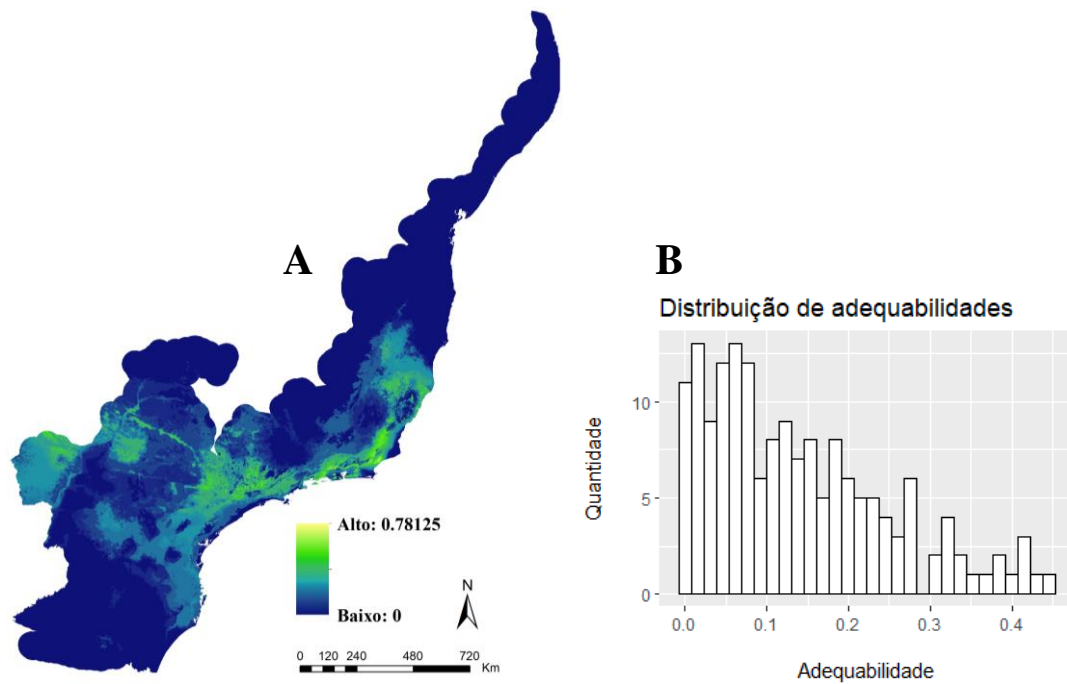 A
B
Distribuição de adequabilidades
10
5
0
Quantidade
0.0 0.1 0.2 0.3 0.4
Adequabilidade
Alto: 0.78125
Baixo: 0
N
0 120 240 480 720
Km